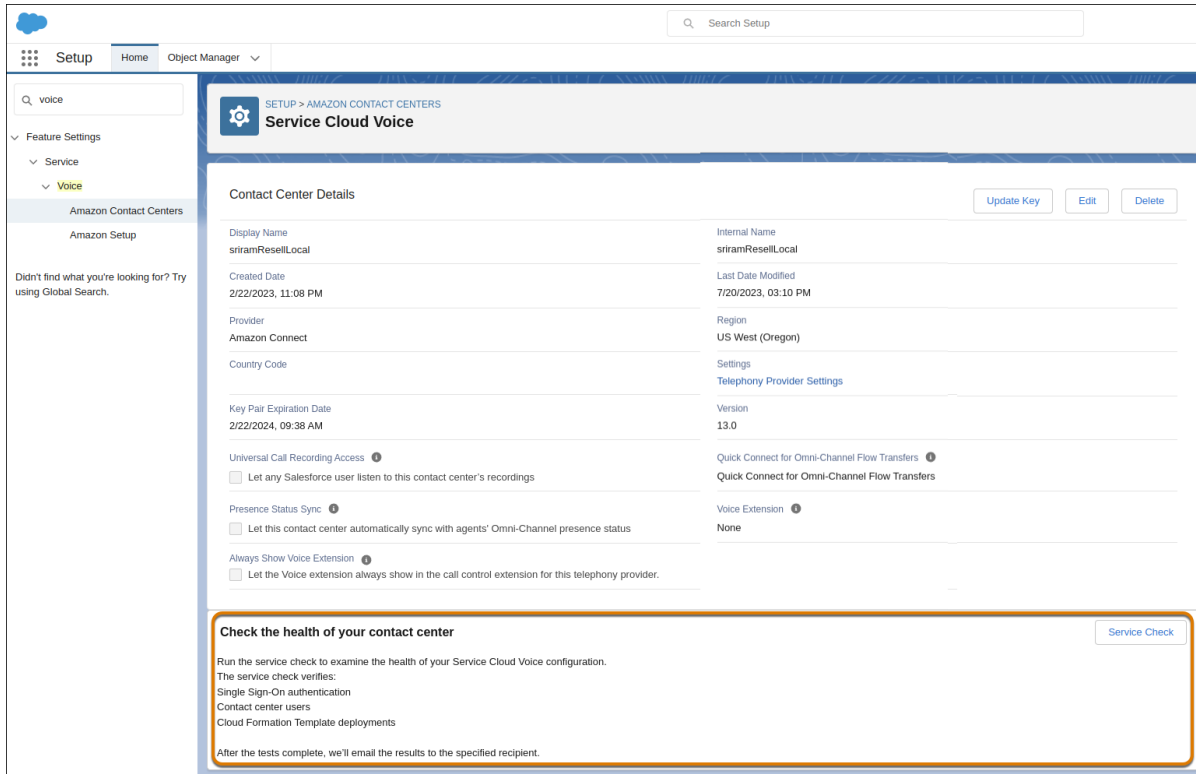 Search Setup
Setup
Home
Object Manager
voice
Feature Settings
Service
Voice
Amazon Contact Centers
Amazon Setup
Didn't find what you're looking for? Try
using Global Search.
SETUP > AMAZON CONTACT CENTERS
Service Cloud Voice
Contact Center Details
Update Key
Edit
Delete
Display Name
sriramResellLocal
Internal Name
sriramResellLocal
Created Date
2/22/2023, 11:08 PM
Last Date Modified
7/20/2023, 03:10 PM
Provider
Amazon Connect
Region
US West (Oregon)
Country Code
Settings
Telephony Provider Settings
Key Pair Expiration Date
2/22/2024, 09:38 AM
Version
13.0
Universal Call Recording Access
Let any Salesforce user listen to this contact center's recordings
Quick Connect for Omni-Channel Flow Transfers
Quick Connect for Omni-Channel Flow Transfers
Presence Status Sync
Let this contact center automatically sync with agents' Omni-Channel presence status
Voice Extension
None
Always Show Voice Extension
Let the Voice extension always show in the call control extension for this telephony provider.
Check the health of your contact center
Service Check
Run the service check to examine the health of your Service Cloud Voice configuration.
The service check verifies:
Single Sign-On authentication
Contact center users
Cloud Formation Template deployments
After the tests complete, we'll email the results to the specified recipient.